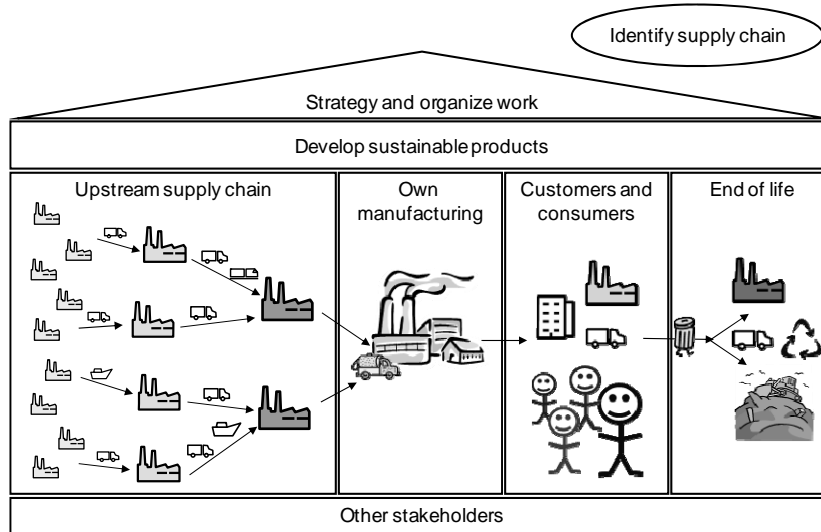 Identify supply chain
Strategy and organize work
Develop sustainable products
Upstream supply chain
Own
manufacturing
Customers and
consumers
End of life
Other stakeholders